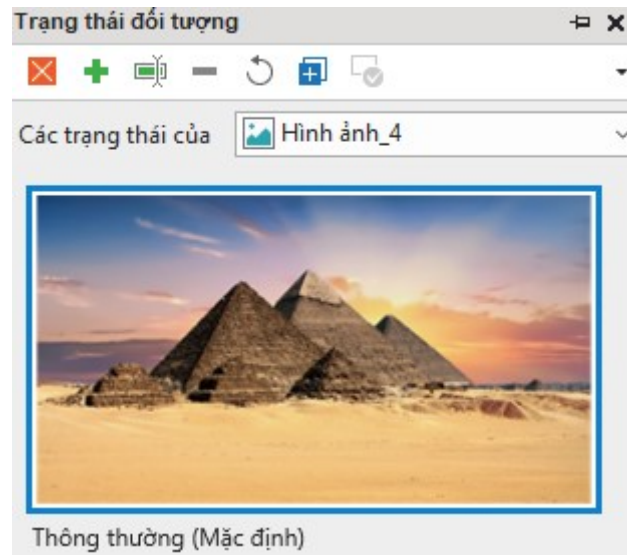 Trạng thái đối tượng
Các trạng thái của Hình ảnh_4
Thông thường (Mặc định)